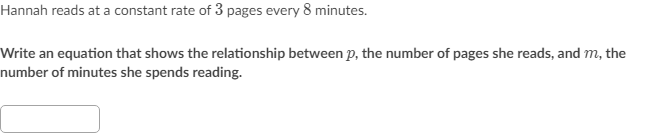 Hannah reads at a constant rate of 3 pages every 8 minutes.
Write an equation that shows the relationship between p, the number of pages she reads, and m, the
number of minutes she spends reading.